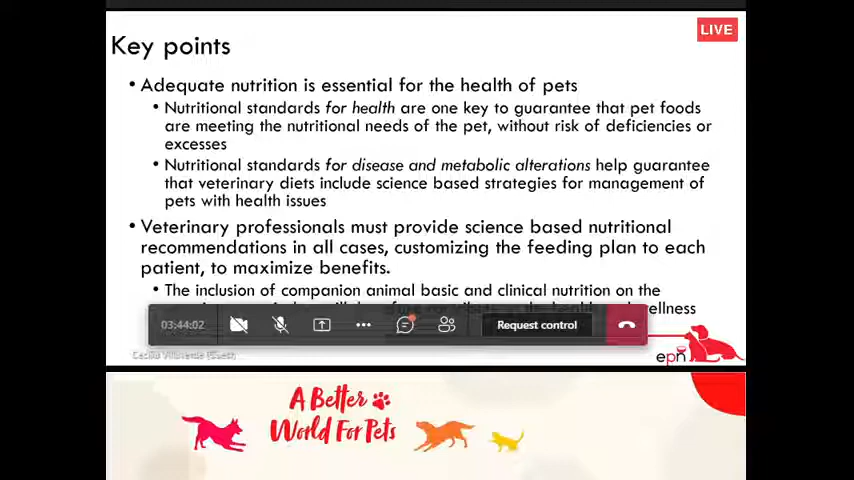 LIVE
Key points
• Adequate nutrition is essential for the health of pets
• Nutritional standards for health are one key to guarantee that pet foods
are meeting the nutritional needs of the pet, without risk of deficiencies or
excesses
• Nutritional standards for disease and metabolic alterations help guarantee
that veterinary diets include science based strategies for management of
pets with health issues
• Veterinary professionals must provide science based nutritional
recommendations in all cases, customizing the feeding plan to each
patient, to maximize benefits.
• The inclusion of companion animal basic and clinical nutrition on the
03:44:02
Request control
(Guest)
epn
A Better
World For Pets